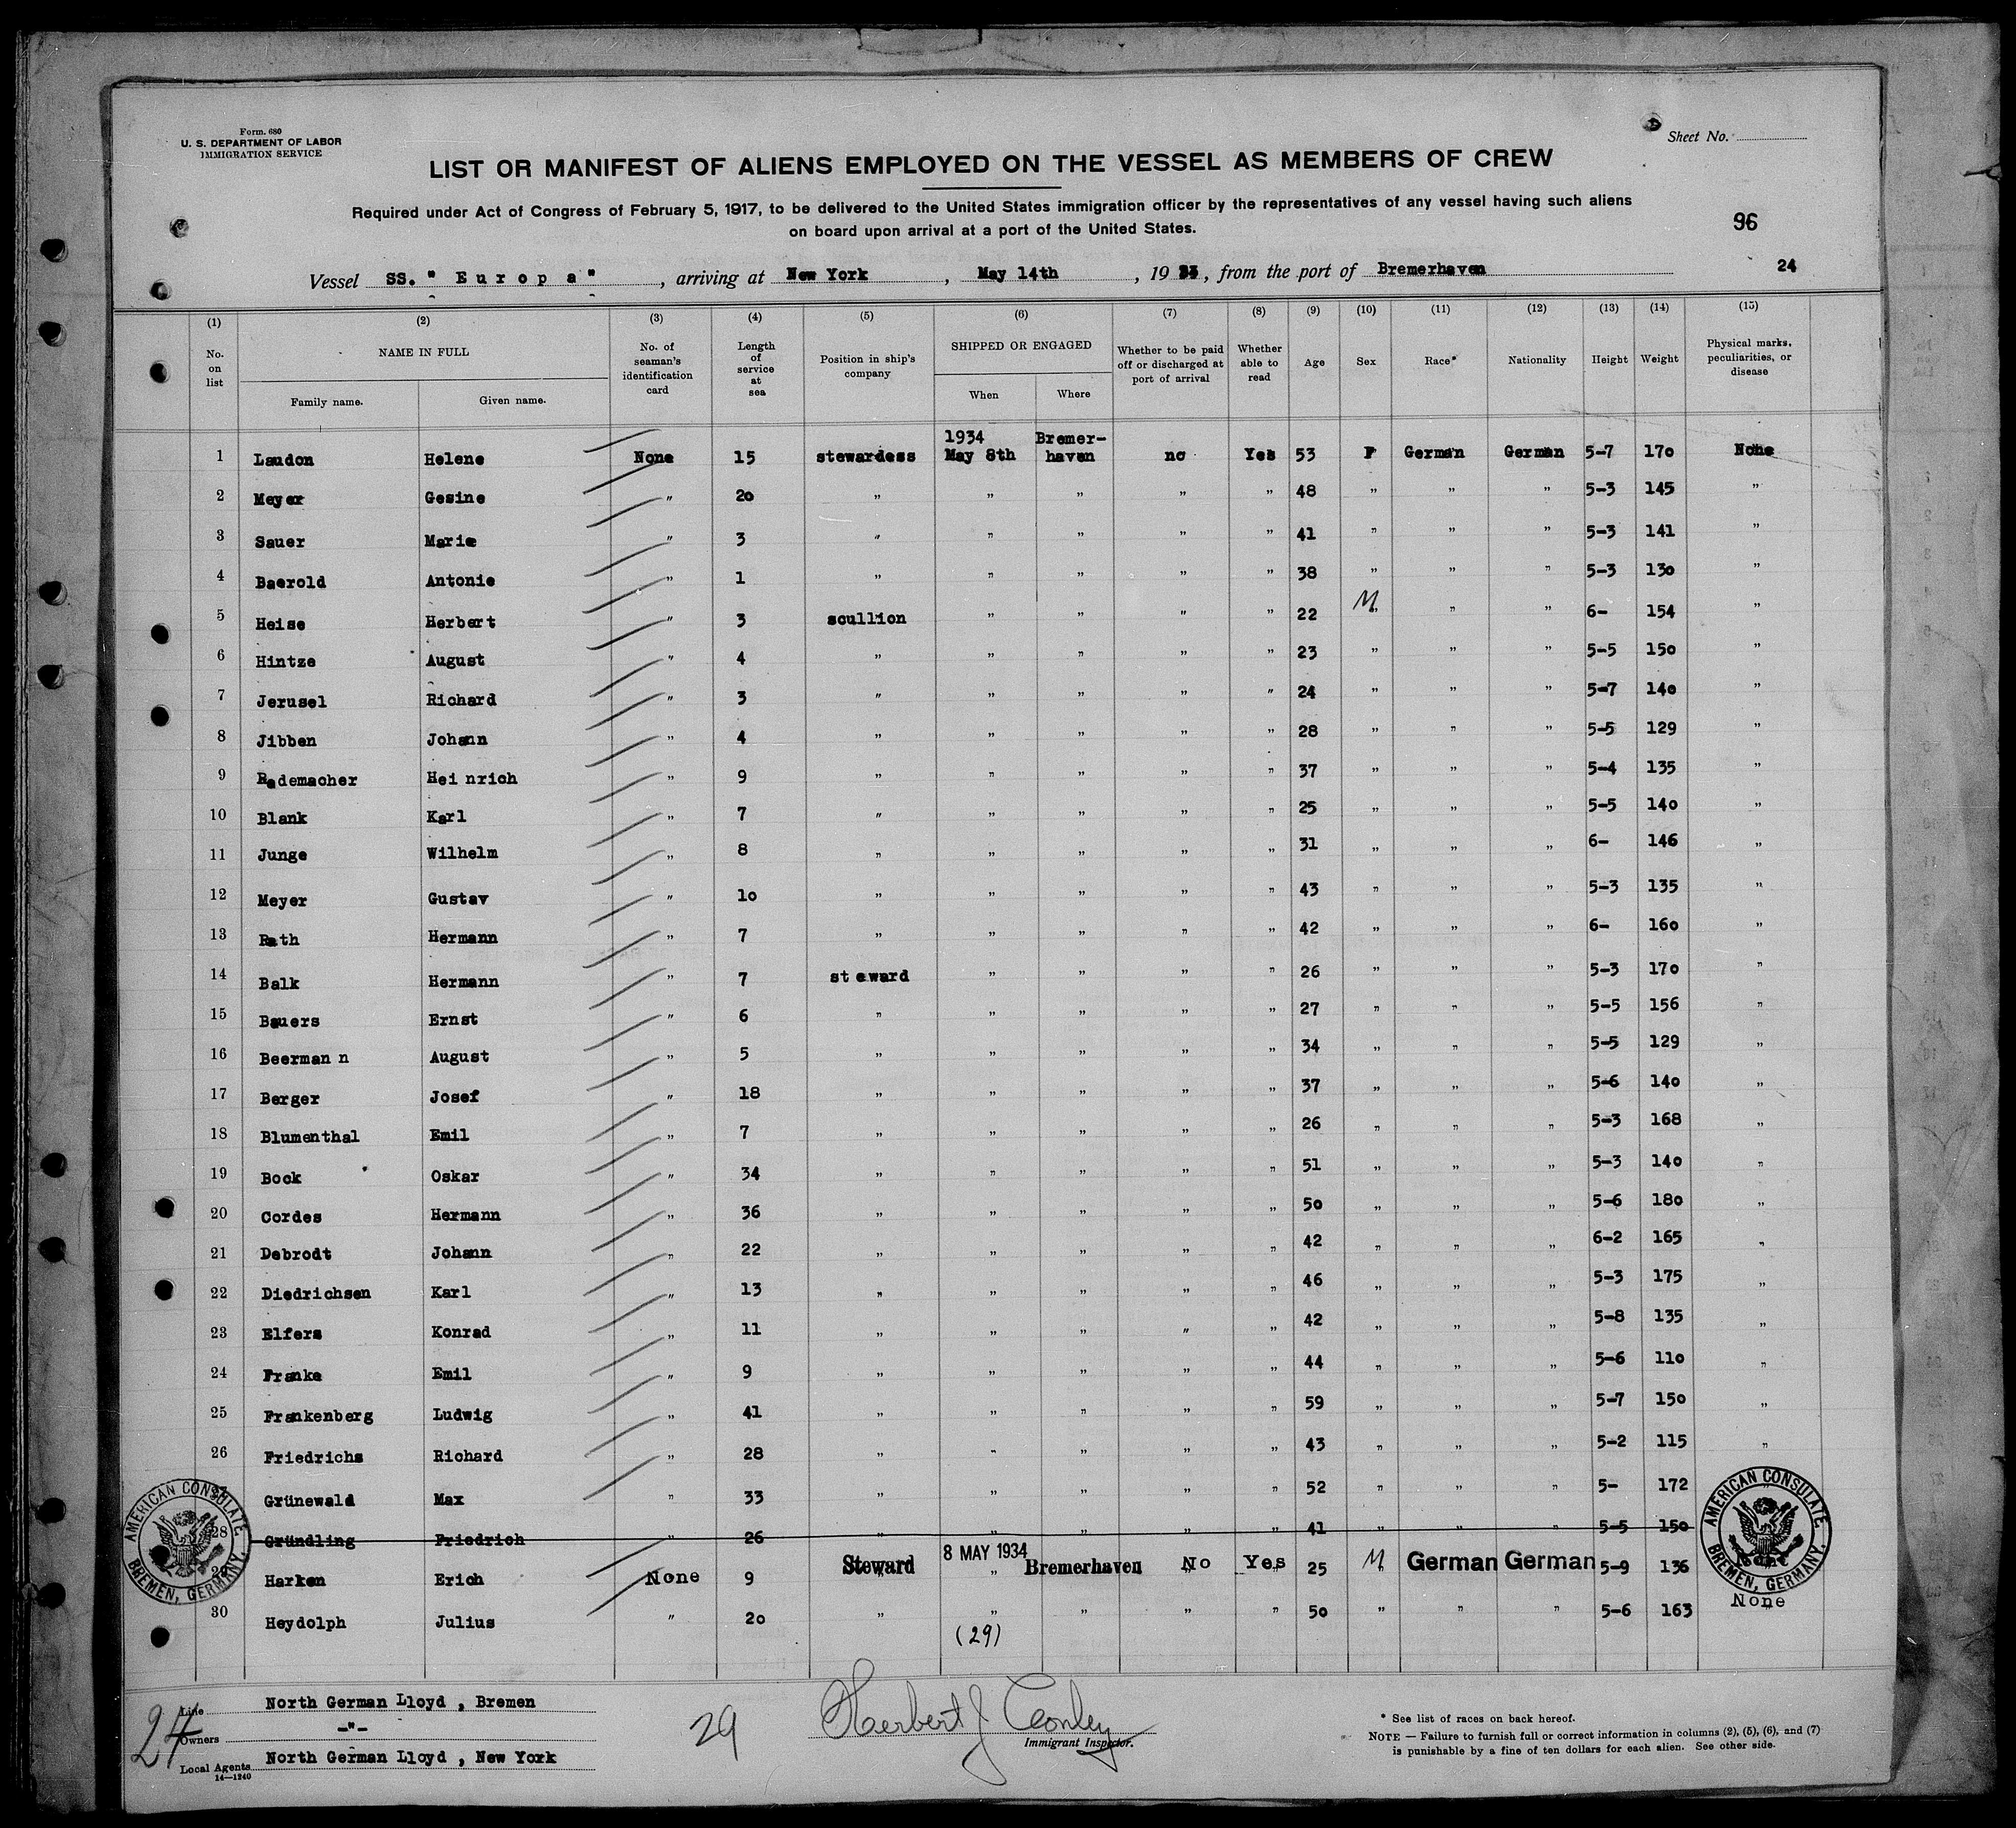 Form. 680
U. S. DEPARTMENT OF LABOR
IMMIGRATION SERVICE
Sheet No.
LIST OR MANIFEST OF ALIENS EMPLOYED ON THE VESSEL AS MEMBERS OF CREW
Required under Act of Congress of February 5, 1917, to be delivered to the United States immigration officer by the representatives of any vessel having such aliens
on board upon arrival at a port of the United States.
96
Vessel SS. "Europa", arriving at New York, May 14th, 19, from the port of Bremerhaven 24
(1) (2) (3) (4) (5) (6) (7) (8) (9) (10) (11) (12) (13) (14) (15)
No. on list NAME IN FULL Family name. Given name. No. of seaman's identification card Length of service at sea Position in ship's company SHIPPED OR ENGAGED When Where Whether to be paid off or discharged at port of arrival Whether able to read Age Sex Race* Nationality Height Weight Physical marks, peculiarities, or disease
1 Laudon Helene None 15 stewardess 1934 May 8th Bremer-haven no Yes 53 F German German 5-7 170 None
2 Meyer Gesine " 20 " " " " " 48 " " " 5-3 145 "
3 Sauer Marie " 3 " " " " " 41 " " " 5-3 141 "
4 Baerold Antonie " 1 " " " " " 38 " " " 5-3 130 "
5 Heise Herbert " 3 scullion " " " " 22 M " " 6- 154 "
6 Hintze August " 4 " " " " " 23 " " " 5-5 150 "
7 Jerusel Richard " 3 " " " " " 24 " " " 5-7 140 "
8 Jibben Johann " 4 " " " " " 28 " " " 5-5 129 "
9 Rademacher Heinrich " 9 " " " " " 37 " " " 5-4 135 "
10 Blank Karl " 7 " " " " " 25 " " " 5-5 140 "
11 Junge Wilhelm " 8 " " " " " 31 " " " 6- 146 "
12 Meyer Gustav " 10 " " " " " 43 " " " 5-3 135 "
13 Rath Hermann " 7 " " " " " 42 " " " 6- 160 "
14 Balk Hermann " 7 steward " " " " 26 " " " 5-3 170 "
15 Bauers Ernst " 6 " " " " " 27 " " " 5-5 156 "
16 Beermann August " 5 " " " " " 34 " " " 5-5 129 "
17 Berger Josef " 18 " " " " " 37 " " " 5-6 140 "
18 Blumenthal Emil " 7 " " " " " 26 " " " 5-3 168 "
19 Bock Oskar " 34 " " " " " 51 " " " 5-3 140 "
20 Cordes Hermann " 36 " " " " " 50 " " " 5-6 180 "
21 Debrodt Johann " 22 " " " " " 42 " " " 6-2 165 "
22 Diedrichsen Karl " 13 " " " " " 46 " " " 5-3 175 "
23 Elfers Konrad " 11 " " " " " 42 " " " 5-8 135 "
24 Franke Emil " 9 " " " " " 44 " " " 5-6 110 "
25 Frankenberg Ludwig " 41 " " " " " 59 " " " 5-7 150 "
26 Friedrichs Richard " 28 " " " " " 43 " " " 5-2 115 "
Grünewald Max " 33 " " " " " 52 " " " 5- 172
28 Gründling Friedrich " 26 " " " " " 41 " " " 5-5 150
29 Harken Erich None 9 Steward 8 MAY 1934 Bremerhaven No Yes 25 M German German 5-9 136 None
30 Heydolph Julius " 20 " " " " " 50 " " " 5-6 163 None
(29)
AMERICAN CONSULATE BREMEN, GERMANY.
AMERICAN CONSULATE BREMEN, GERMANY.
24
Line North German Lloyd, Bremen
Owners -"-
Local Agents North German Lloyd, New York
14—1240
29
Herbert J Conley
Immigrant Inspector.
* See list of races on back hereof.
NOTE — Failure to furnish full or correct information in columns (2), (5), (6), and (7)
is punishable by a fine of ten dollars for each alien. See other side.